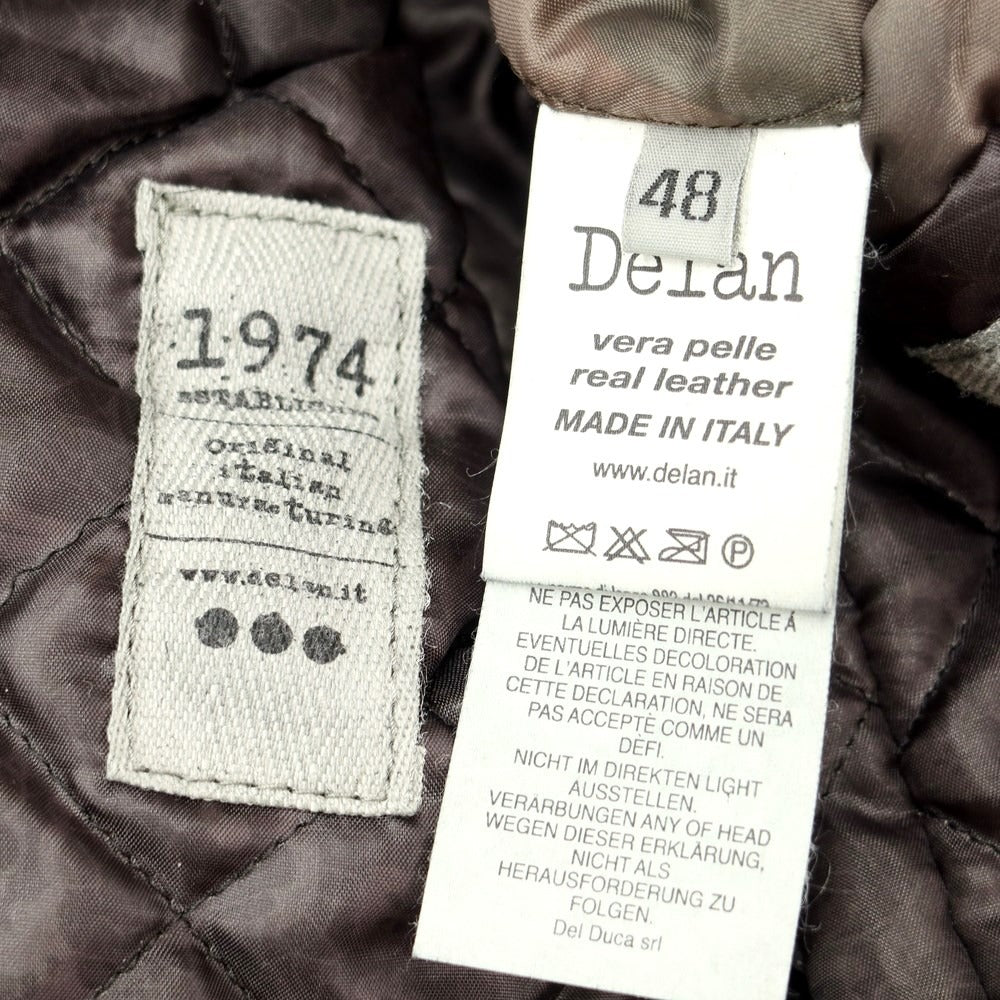 1974
ESTABLISH
Original
italian
manufacturing
www.delan.it
48
Delan
vera pelle
real leather
MADE IN ITALY
www.delan.it
P
NE PAS EXPOSER L'ARTICLE À
LA LUMIÈRE DIRECTE.
EVENTUELLES DECOLORATION
DE L'ARTICLE EN RAISON DE
CETTE DECLARATION, NE SERA
PAS ACCEPTÈ COMME UN
DÈFI.
NICHT IM DIREKTEN LIGHT
AUSSTELLEN.
VERARBUNGEN ANY OF HEAD
WEGEN DIESER ERKLÄRUNG,
NICHT ALS
HERAUSFORDERUNG ZU
FOLGEN.
Del Duca srl